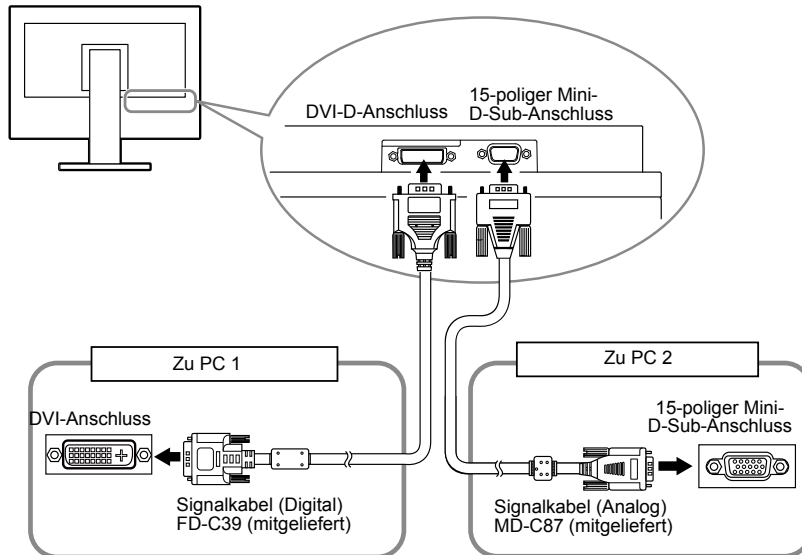 DVI-D-Anschluss
15-poliger Mini-
D-Sub-Anschluss
Zu PC 1
DVI-Anschluss
Signalkabel (Digital)
FD-C39 (mitgeliefert)
Zu PC 2
15-poliger Mini-
D-Sub-Anschluss
Signalkabel (Analog)
MD-C87 (mitgeliefert)